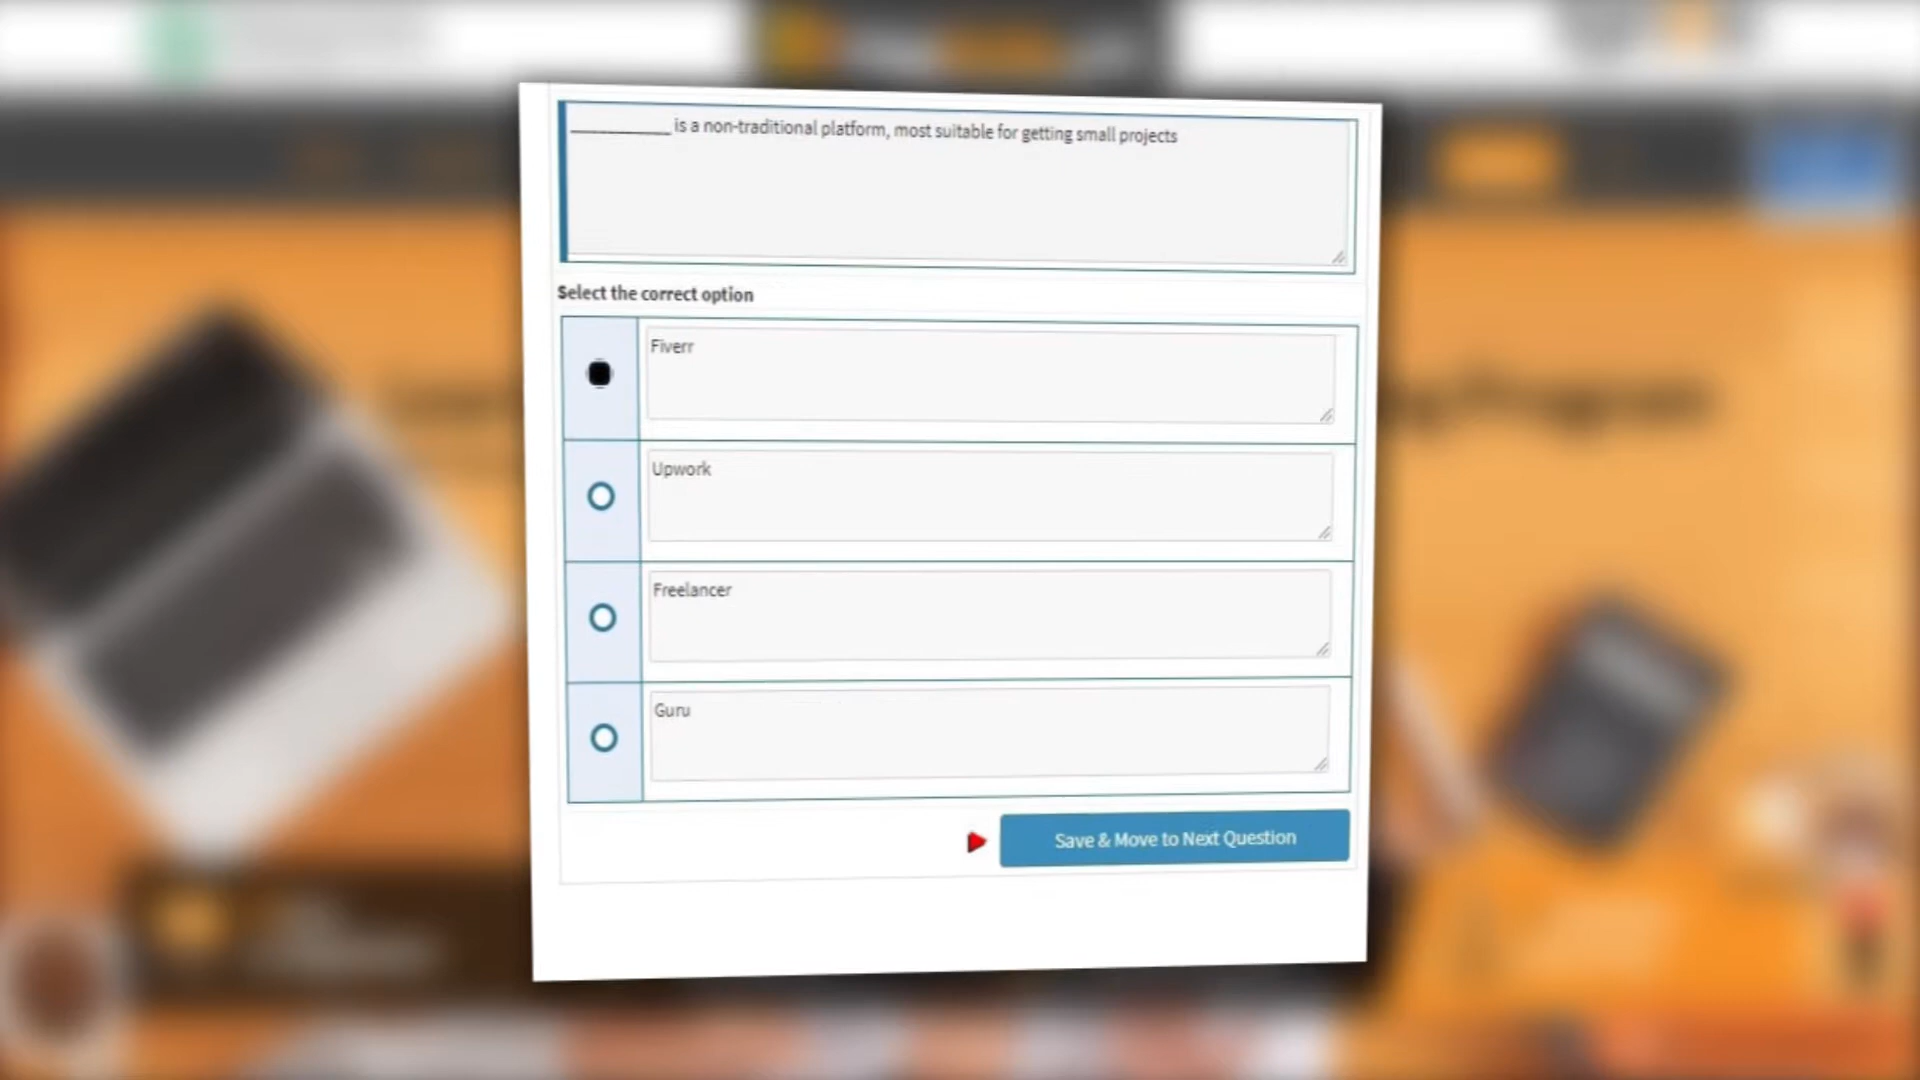 ___________ is a non-traditional platform, most suitable for getting small projects
Select the correct option
Fiverr
Upwork
Freelancer
Guru
Save & Move to Next Question